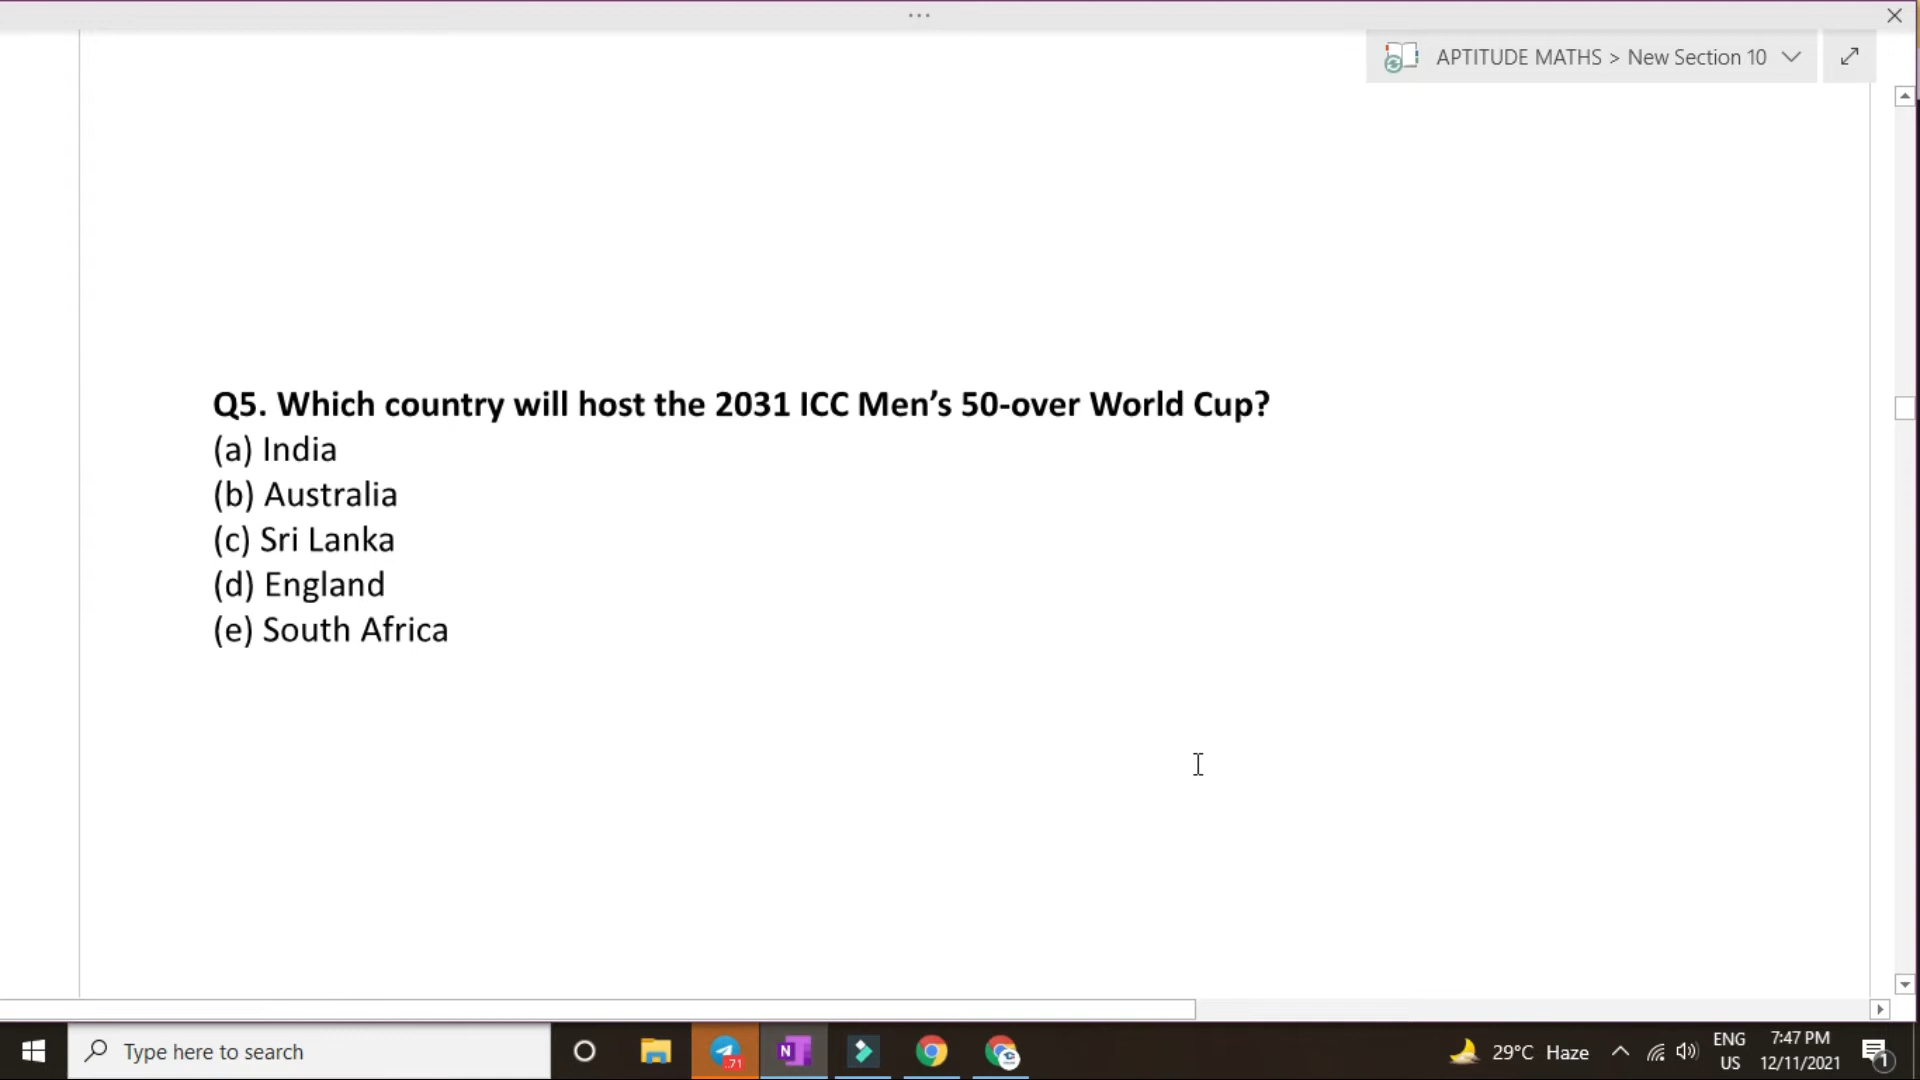 ...
APTITUDE MATHS > New Section 10
Q5. Which country will host the 2031 ICC Men’s 50-over World Cup?
(a) India
(b) Australia
(c) Sri Lanka
(d) England
(e) South Africa
Type here to search
..71
N
29°C Haze
ENG
US
7:47 PM
12/11/2021
1